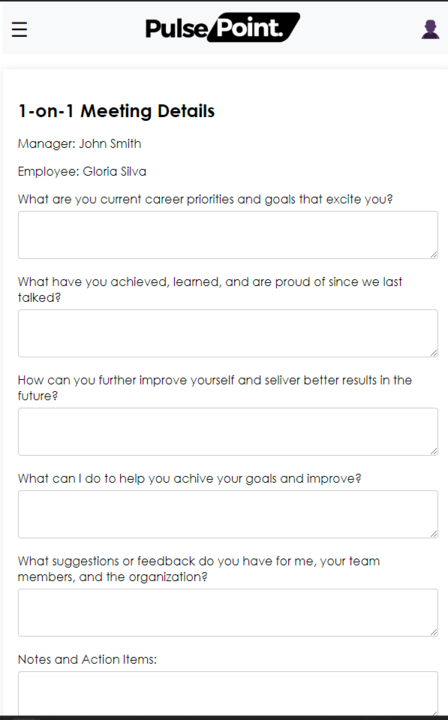 PulsePoint.
1-on-1 Meeting Details
Manager: John Smith
Employee: Gloria Silva
What are you current career priorities and goals that excite you?
What have you achieved, learned, and are proud of since we last
talked?
How can you further improve yourself and seliver better results in the
future?
What can I do to help you achive your goals and improve?
What suggestions or feedback do you have for me, your team
members, and the organization?
Notes and Action Items: